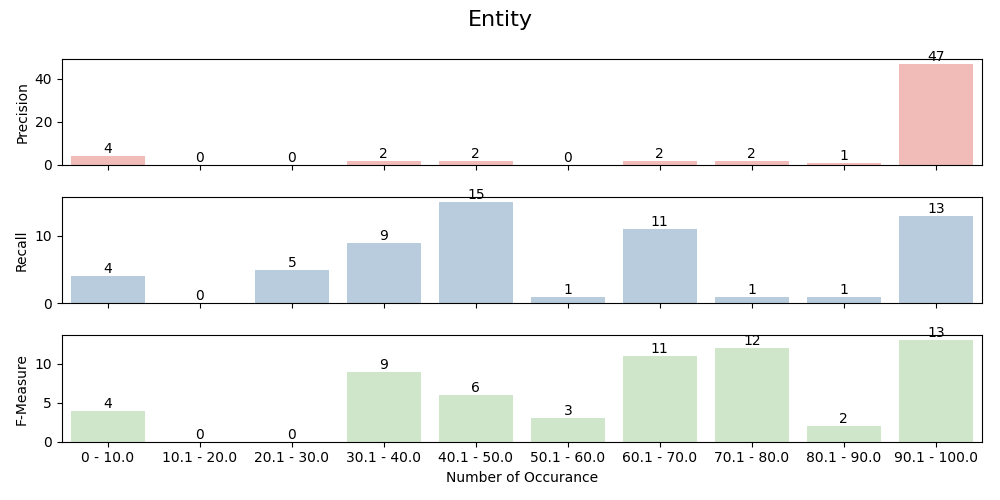 Entity
Precision
40
20
0
4 0 0 2 2 0 2 2 1 47
Recall
10
0
4 0 5 9 15 1 11 1 1 13
F-Measure
10
5
0
4 0 0 9 6 3 11 12 2 13
0 - 10.0 10.1 - 20.0 20.1 - 30.0 30.1 - 40.0 40.1 - 50.0 50.1 - 60.0 60.1 - 70.0 70.1 - 80.0 80.1 - 90.0 90.1 - 100.0
Number of Occurance